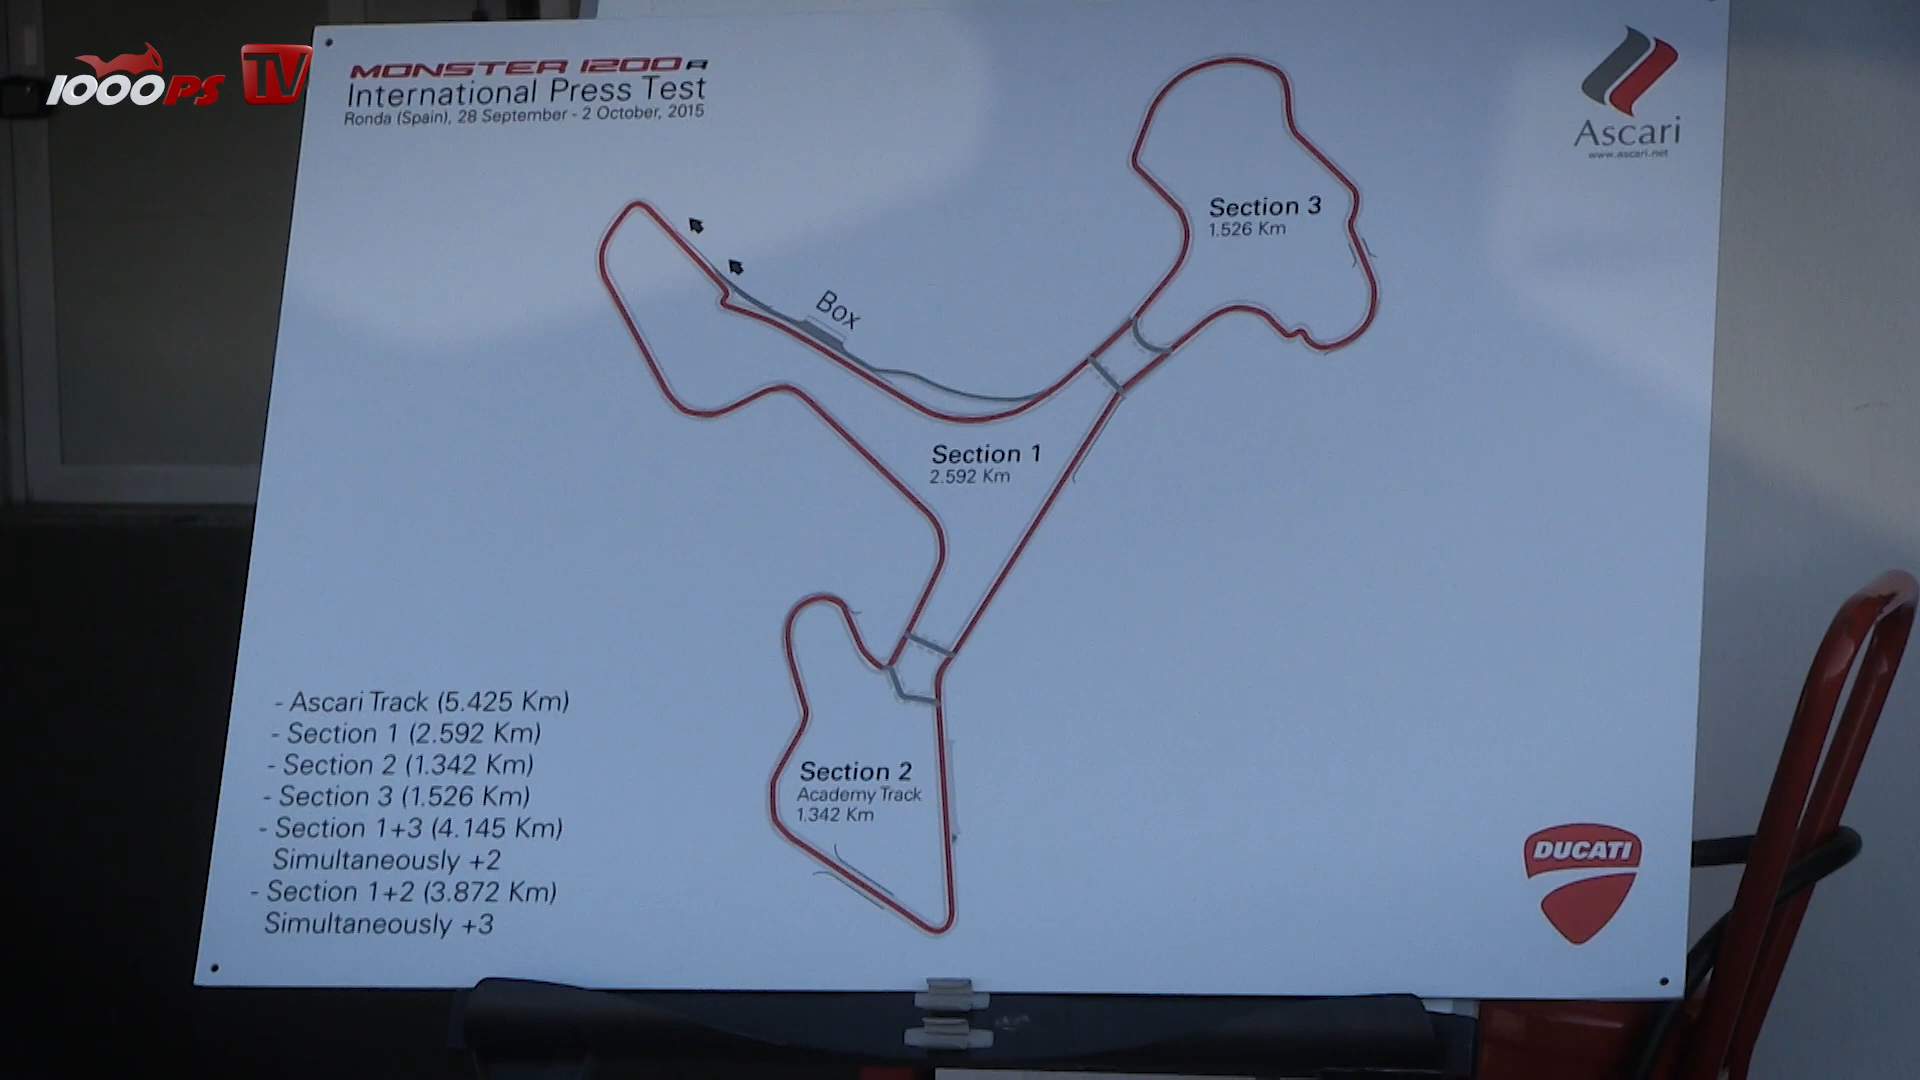 1000PS TV
MONSTER 1200R
International Press Test
Ronda (Spain), 28 September - 2 October, 2015
Ascari
www.ascari.net
Section 3
1.526 Km
Box
Section 1
2.592 Km
Section 2
Academy Track
1.342 Km
- Ascari Track (5.425 Km)
- Section 1 (2.592 Km)
- Section 2 (1.342 Km)
- Section 3 (1.526 Km)
- Section 1+3 (4.145 Km)
Simultaneously +2
- Section 1+2 (3.872 Km)
Simultaneously +3
DUCATI